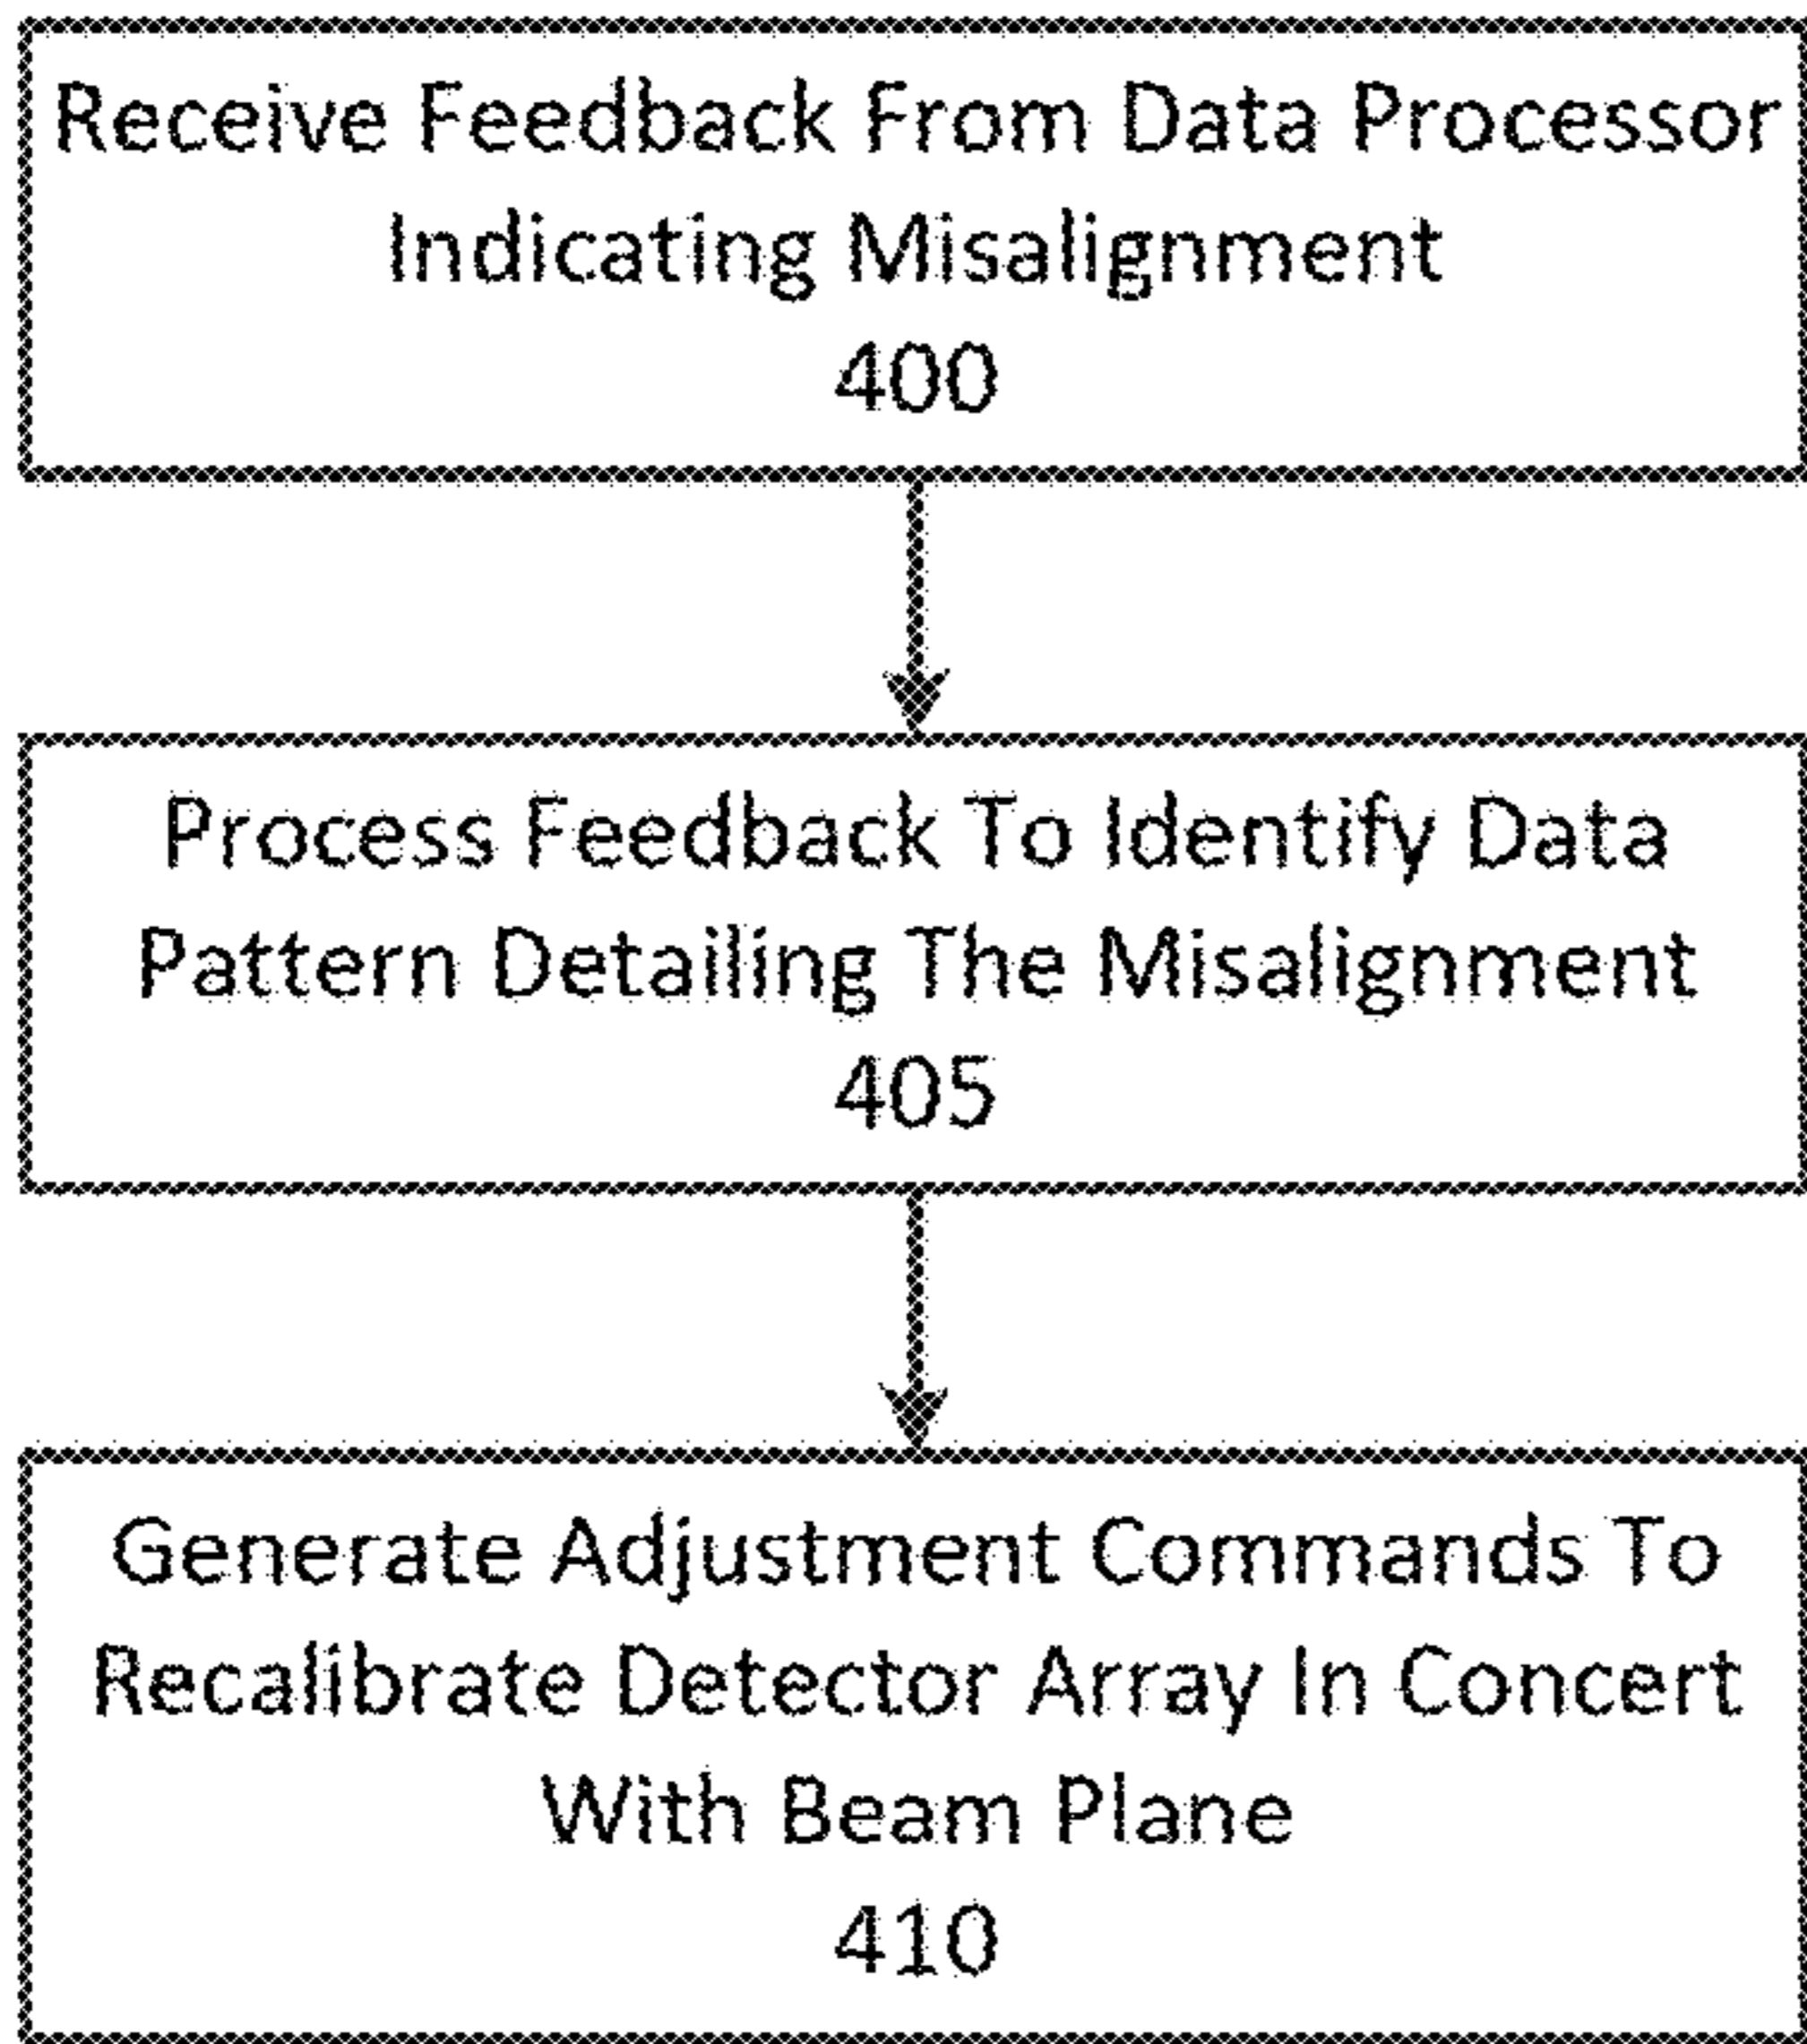 Receive Feedback From Data Processor
Indicating Misalignment
400
Process Feedback To Identify Data
Pattern Detailing The Misalignment
405
Generate Adjustment Commands To
Recalibrate Detector Array In Concert
With Beam Plane
410